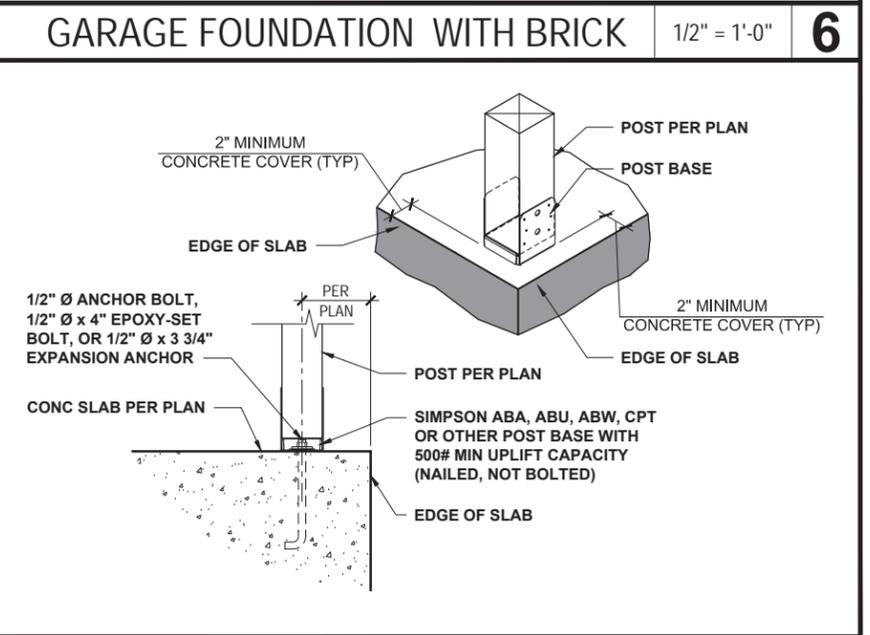 GARAGE FOUNDATION WITH BRICK
1/2" = 1'-0"
6
2" MINIMUM
CONCRETE COVER (TYP)
POST PER PLAN
POST BASE
EDGE OF SLAB
2" MINIMUM
CONCRETE COVER (TYP)
EDGE OF SLAB
1/2" Ø ANCHOR BOLT,
1/2" Ø x 4" EPOXY-SET
BOLT, OR 1/2" Ø x 3 3/4"
EXPANSION ANCHOR
PER
PLAN
POST PER PLAN
CONC SLAB PER PLAN
SIMPSON ABA, ABU, ABW, CPT
OR OTHER POST BASE WITH
500# MIN UPLIFT CAPACITY
(NAILED, NOT BOLTED)
EDGE OF SLAB